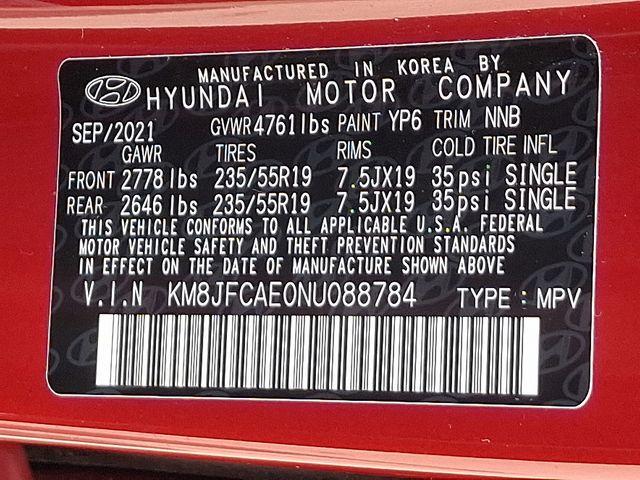 MANUFACTURED IN KOREA BY
HYUNDAI MOTOR COMPANY
SEP/2021 GVWR 4761 lbs PAINT YP6 TRIM NNB
GAWR TIRES RIMS COLD TIRE INFL
FRONT 2778 lbs 235/55R19 7.5JX19 35psi SINGLE
REAR 2646 lbs 235/55R19 7.5JX19 35psi SINGLE
THIS VEHICLE CONFORMS TO ALL APPLICABLE U.S.A. FEDERAL
MOTOR VEHICLE SAFETY AND THEFT PREVENTION STANDARDS
IN EFFECT ON THE DATE OF MANUFACTURE SHOWN ABOVE
V.I.N KM8JFCAE0NU088784 TYPE : MPV